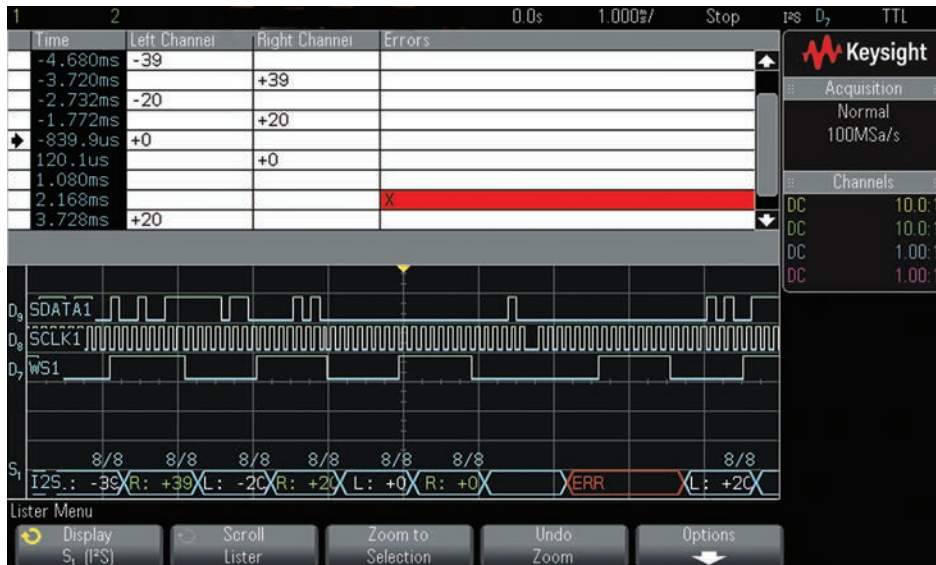 1 2 0.0s 1.000⌷/ Stop I²S D₇ TTL
Time Left Channel Right Channel Errors
-4.680ms -39
-3.720ms +39
-2.732ms -20
-1.772ms +20
-839.9us +0
120.1us +0
1.080ms
2.168ms X
3.728ms +20
Keysight
Acquisition
Normal
100MSa/s
Channels
DC 10.0:1
DC 10.0:1
DC 1.00:
DC 1.00:
D₉ SDATA1
D₈ SCLK1
D₇ WS1
8/8 8/8 8/8 8/8 8/8 8/8 8/8
S₁ I2S.: -39 R: +39 L: -20 R: +20 L: +0 R: +0 ERR L: +20
Lister Menu
Display Scroll Zoom to Undo Options
S₁ (I²S) Lister Selection Zoom